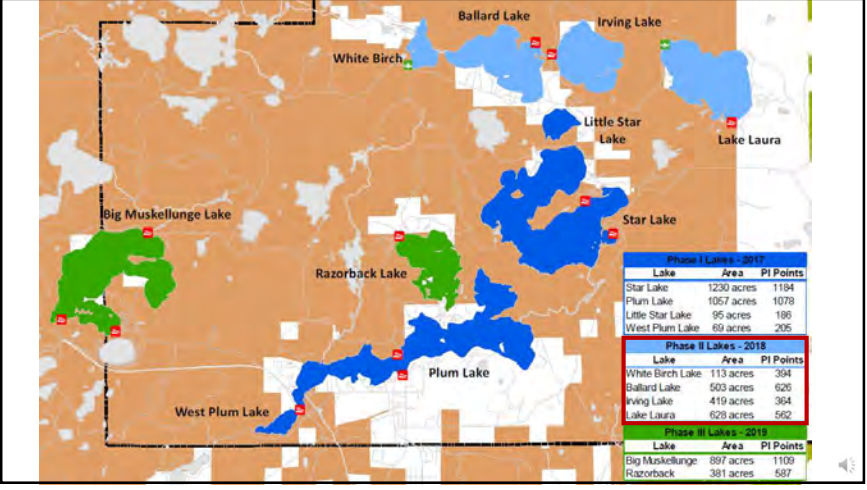 Ballard Lake
Irving Lake
White Birch
Little Star
Lake
Lake Laura
Big Muskellunge Lake
Star Lake
Razorback Lake
Plum Lake
West Plum Lake
Phase I Lakes - 2017
Lake Area PI Points
Star Lake 1230 acres 1184
Plum Lake 1057 acres 1078
Little Star Lake 95 acres 186
West Plum Lake 69 acres 205
Phase II Lakes - 2018
Lake Area PI Points
White Birch Lake 113 acres 394
Ballard Lake 503 acres 626
Irving Lake 419 acres 364
Lake Laura 628 acres 562
Phase III Lakes - 2019
Lake Area PI Points
Big Muskellunge 897 acres 1109
Razorback 381 acres 587